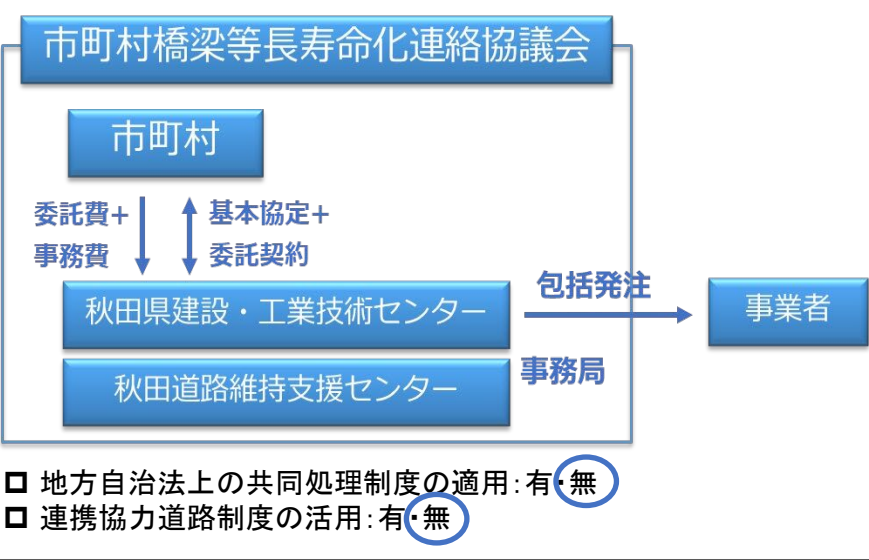 市町村橋梁等長寿命化連絡協議会
市町村
委託費+
事務費
基本協定+
委託契約
秋田県建設・工業技術センター
包括発注
事業者
秋田道路維持支援センター
事務局
地方自治法上の共同処理制度の適用:有・無
連携協力道路制度の活用:有・無